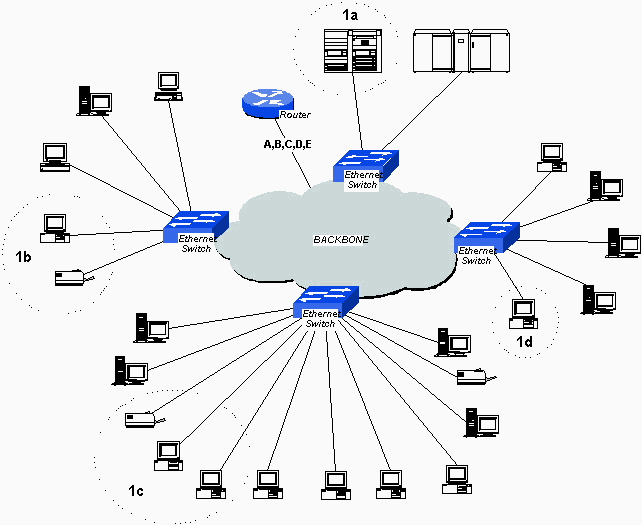 1a
Router
A,B,C,D,E
Ethernet
Switch
Ethernet
Switch
BACKBONE
Ethernet
Switch
1b
Ethernet
Switch
1d
1c